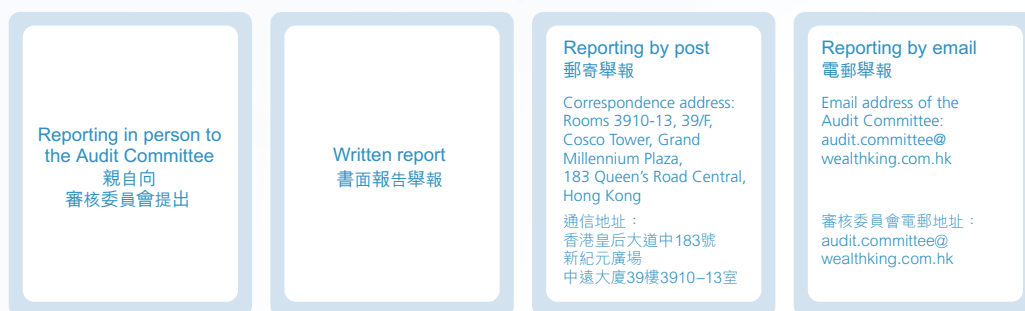 Reporting in person to
the Audit Committee
親自向
審核委員會提出
Written report
書面報告舉報
Reporting by post
郵寄舉報
Correspondence address:
Rooms 3910-13, 39/F,
Cosco Tower, Grand
Millennium Plaza,
183 Queen's Road Central,
Hong Kong
通信地址：
香港皇后大道中183號
新紀元廣場
中遠大廈39樓3910–13室
Reporting by email
電郵舉報
Email address of the
Audit Committee:
audit.committee@
wealthking.com.hk
審核委員會電郵地址：
audit.committee@
wealthking.com.hk